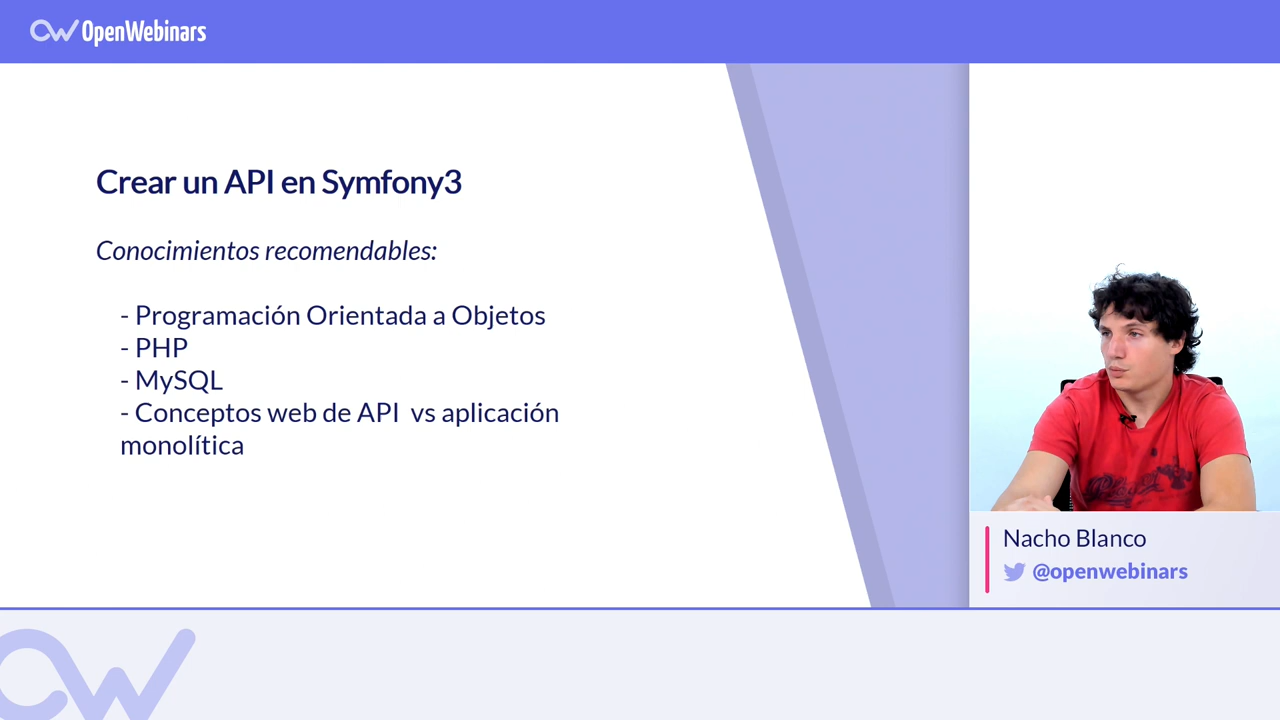 OpenWebinars
Crear un API en Symfony3
Conocimientos recomendables:
- Programación Orientada a Objetos
- PHP
- MySQL
- Conceptos web de API vs aplicación
monolítica
Nacho Blanco
@openwebinars